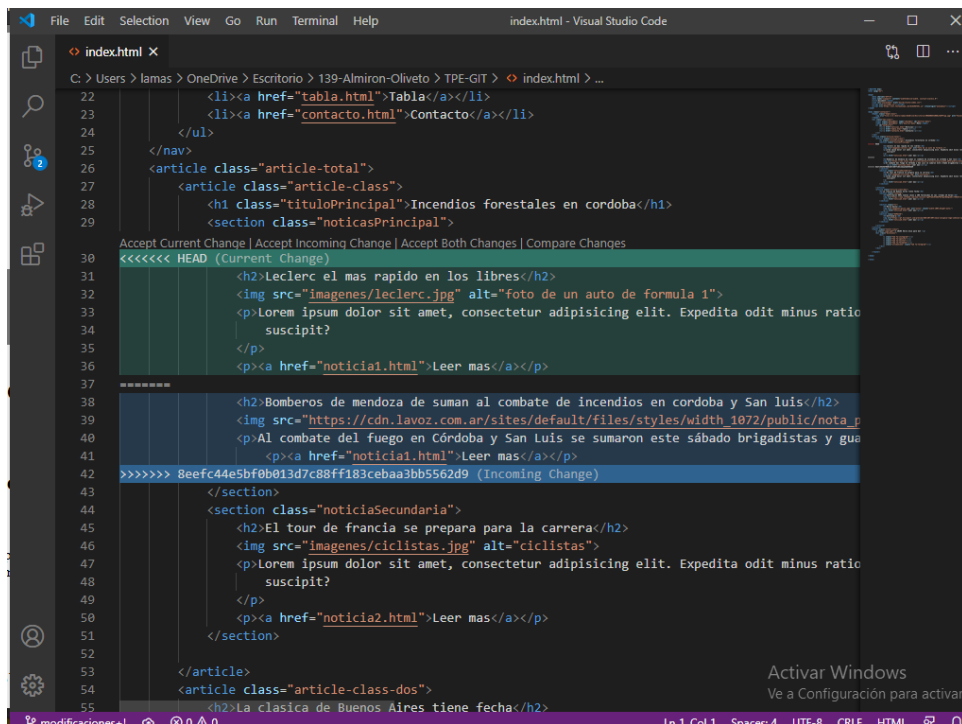 File Edit Selection View Go Run Terminal Help index.html - Visual Studio Code
<> index.html ×
C: > Users > lamas > OneDrive > Escritorio > 139-Almiron-Oliveto > TPE-GIT > <> index.html > ...
22 <li><a href="tabla.html">Tabla</a></li>
23 <li><a href="contacto.html">Contacto</a></li>
24 </ul>
25 </nav>
26 <article class="article-total">
27 <article class="article-class">
28 <h1 class="tituloPrincipal">Incendios forestales en cordoba</h1>
29 <section class="noticasPrincipal">
Accept Current Change | Accept Incoming Change | Accept Both Changes | Compare Changes
30 <<<<<<< HEAD (Current Change)
31 <h2>Leclerc el mas rapido en los libres</h2>
32 <img src="imagenes/leclerc.jpg" alt="foto de un auto de formula 1">
33 <p>Lorem ipsum dolor sit amet, consectetur adipisicing elit. Expedita odit minus ratio
34 suscipit?
35 </p>
36 <p><a href="noticia1.html">Leer mas</a></p>
37 =======
38 <h2>Bomberos de mendoza de suman al combate de incendios en cordoba y San luis</h2>
39 <img src="https://cdn.lavoz.com.ar/sites/default/files/styles/width_1072/public/nota_p
40 <p>Al combate del fuego en Córdoba y San Luis se sumaron este sábado brigadistas y gua
41 <p><a href="noticia1.html">Leer mas</a></p>
42 >>>>>>> 8eefc44e5bf0b013d7c88ff183cebaa3bb5562d9 (Incoming Change)
43 </section>
44 <section class="noticiaSecundaria">
45 <h2>El tour de francia se prepara para la carrera</h2>
46 <img src="imagenes/ciclistas.jpg" alt="ciclistas">
47 <p>Lorem ipsum dolor sit amet, consectetur adipisicing elit. Expedita odit minus ratio
48 suscipit?
49 </p>
50 <p><a href="noticia2.html">Leer mas</a></p>
51 </section>
52
53 </article>
54 <article class="article-class-dos">
55 <h2>La clasica de Buenos Aires tiene fecha</h2>
2
Activar Windows
Ve a Configuración para activar
modificaciones+! 0 0 Ln 1, Col 1 Spaces: 4 UTF-8 CRLF HTML